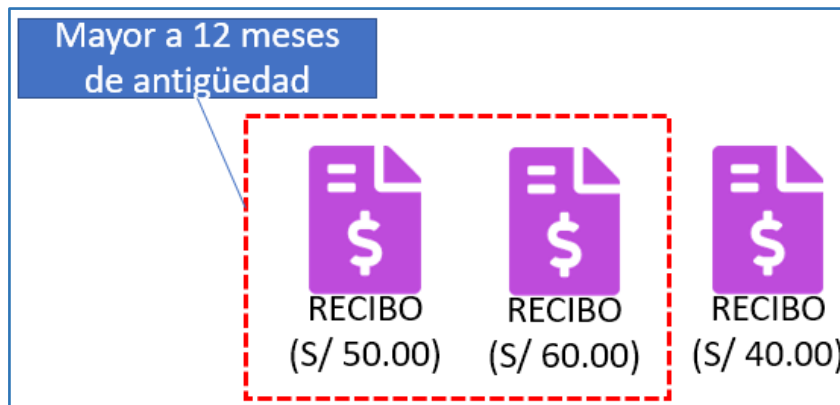 Mayor a 12 meses
de antigüedad
$ $ $
RECIBO RECIBO RECIBO
(S/ 50.00) (S/ 60.00) (S/ 40.00)